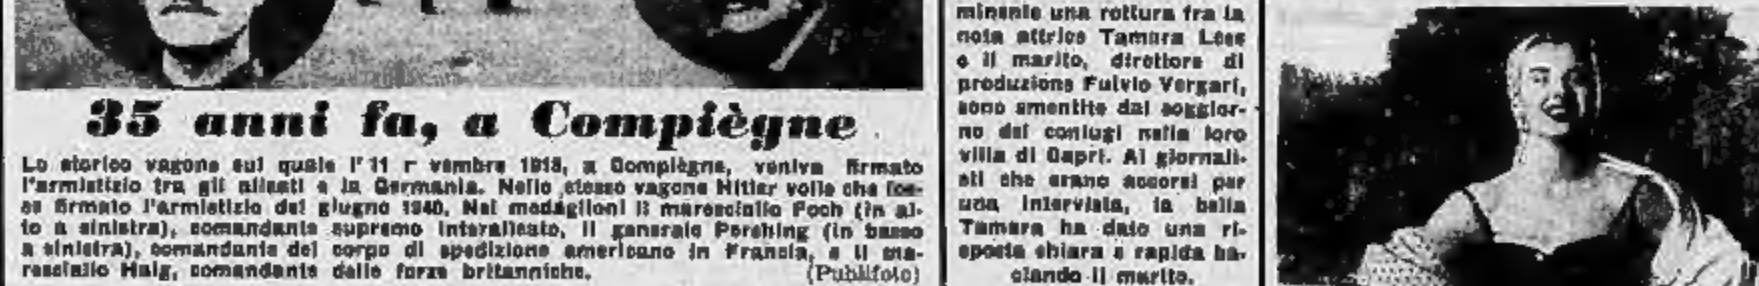 35 anni fa, a Compiègne
Lo storico vagone sul quale l'11 vembre 1918, a Compiègne, veniva firmato
l'armistizio tra gli alleati e la Germania. Nello stesso vagone Hitler volle che fos-
se firmato l'armistizio del giugno 1940. Nei medaglioni il maresciallo Foch (in al-
to a sinistra), comandante supremo interalleato, il generale Pershing (in basso
a sinistra), comandante del corpo di spedizione americano in Francia, e il ma-
resciallo Haig, comandante delle forze britanniche.
(Publifoto)
minente una rottura fra la
nota attrice Tamara Lees
e il marito, direttore di
produzione Fulvio Vergari,
sono smentite dal soggior-
no dei coniugi nella loro
villa di Capri. Ai giornali-
sti che erano accorsi per
una intervista, la bella
Tamara ha dato una ri-
sposta chiara e rapida ba-
ciando il marito.